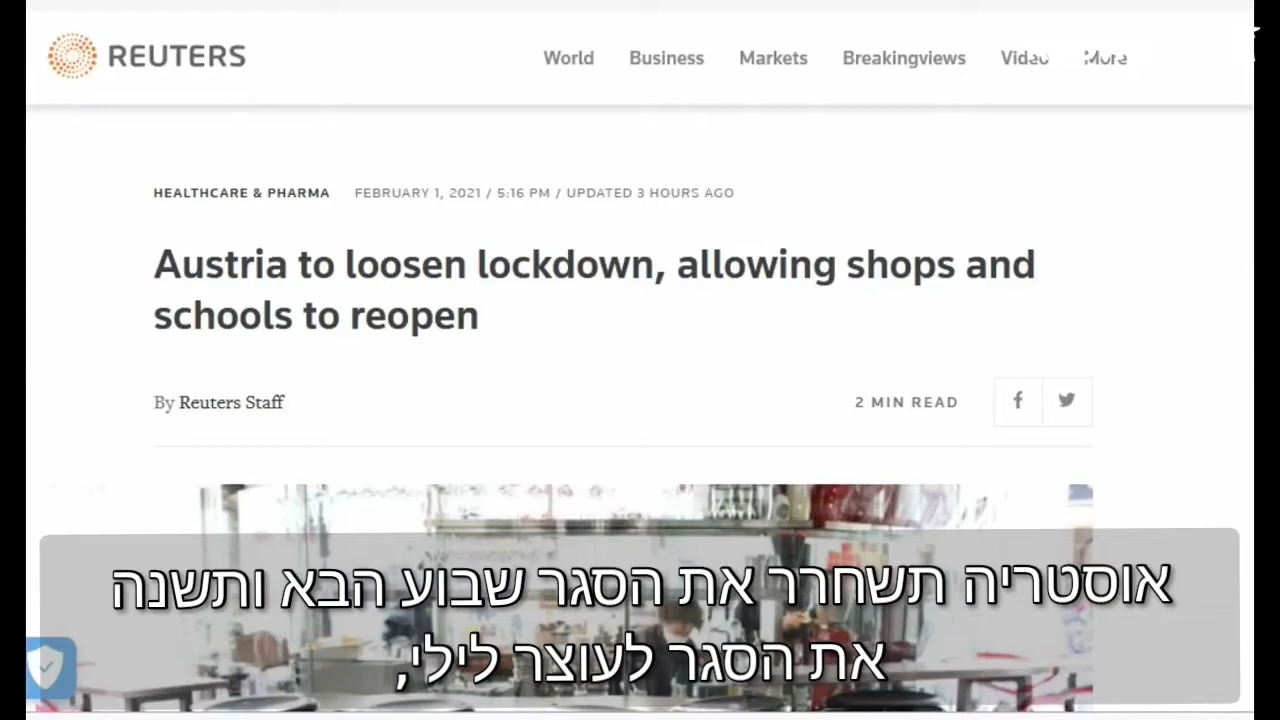 REUTERS
World Business Markets Breakingviews Video More
HEALTHCARE & PHARMA FEBRUARY 1, 2021 / 5:16 PM / UPDATED 3 HOURS AGO
Austria to loosen lockdown, allowing shops and
schools to reopen
By Reuters Staff
2 MIN READ
אוסטריה תשחרר את הסגר שבוע הבא ותשנה
את הסגר לעוצר לילי,